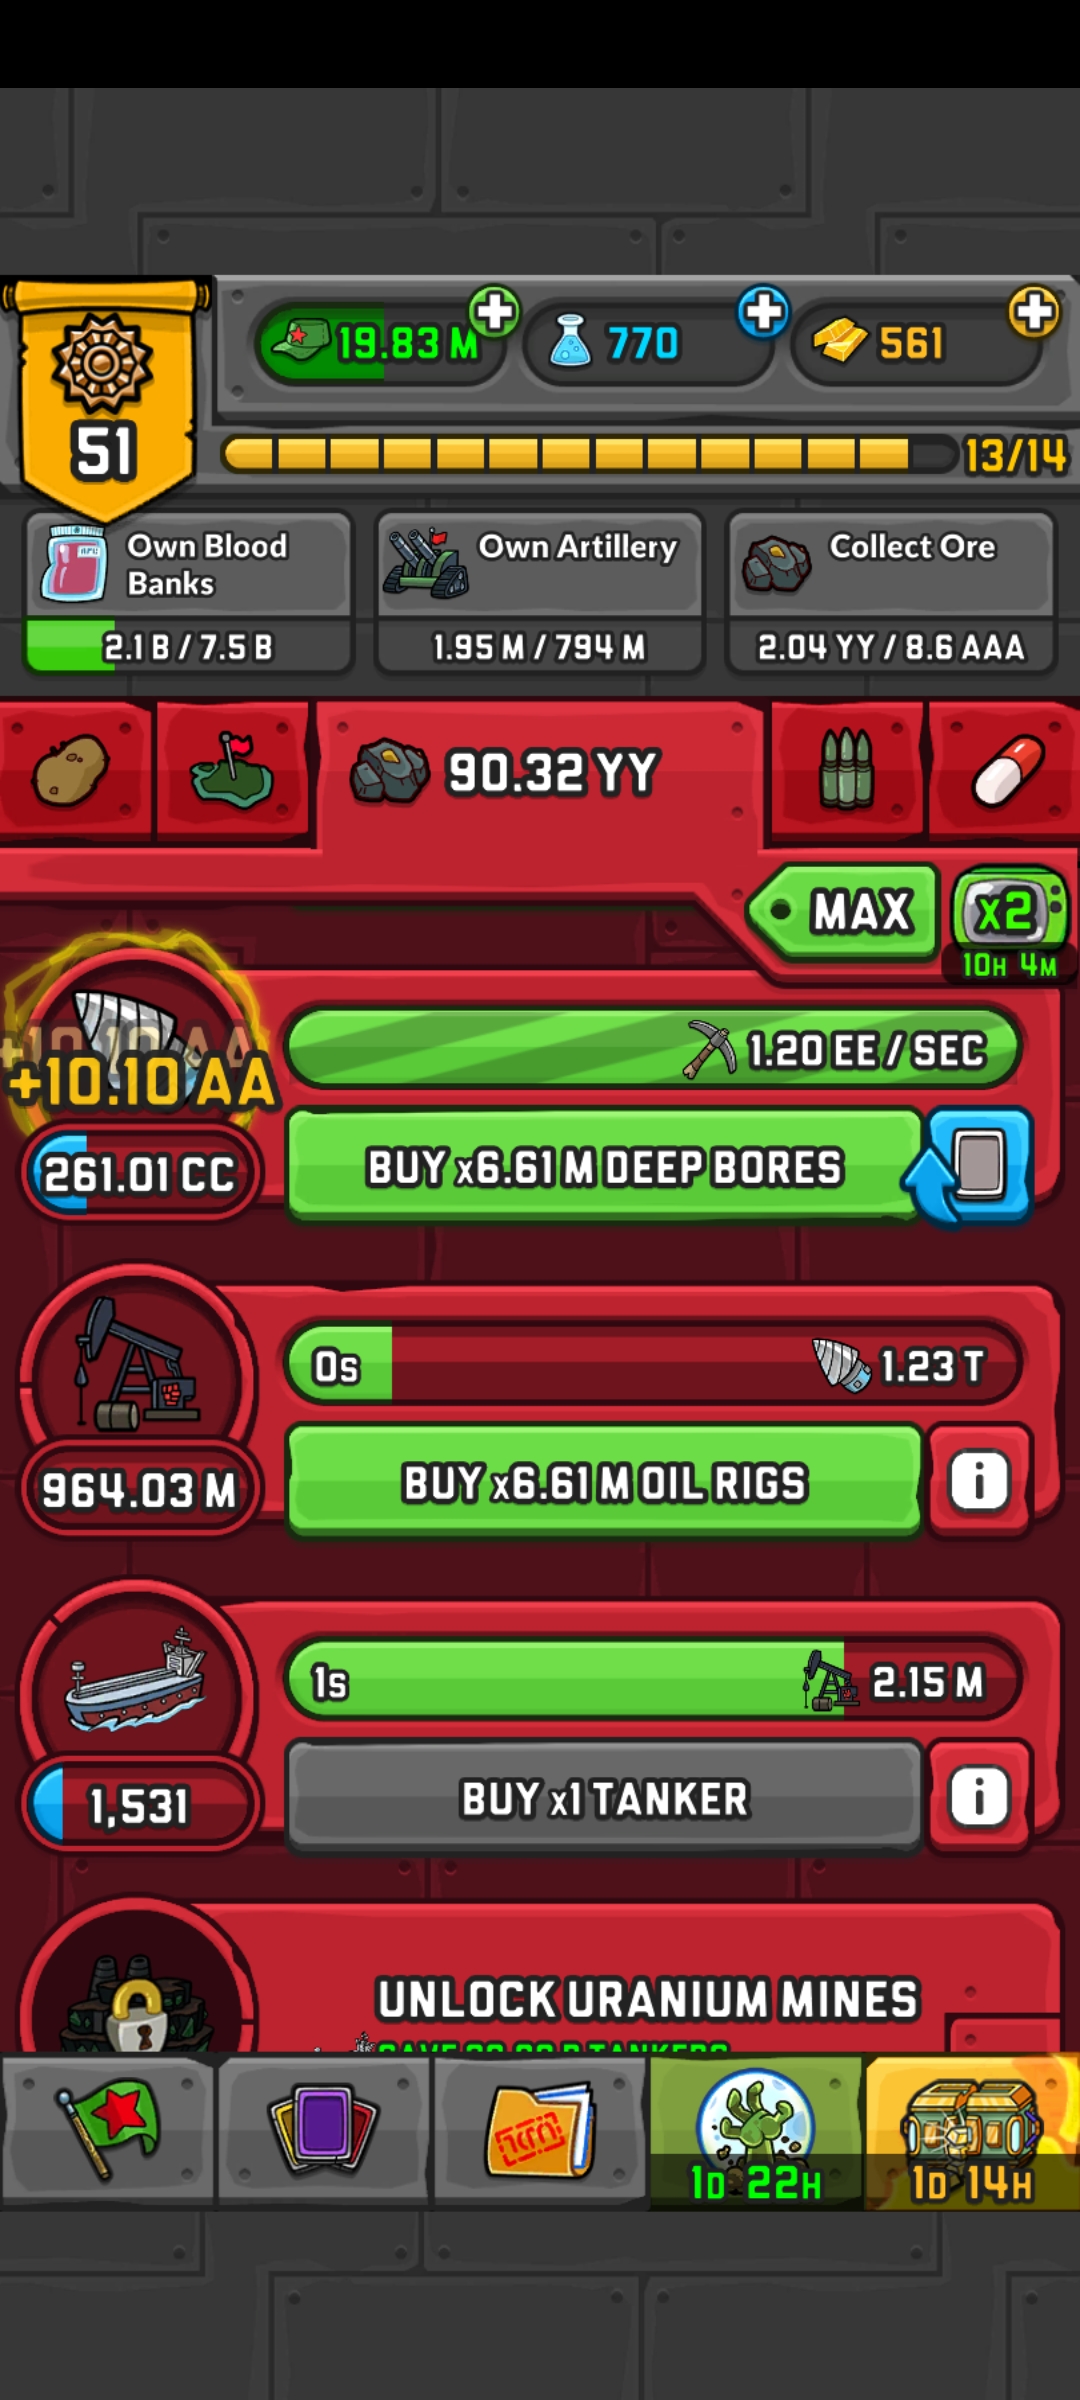 51
19.83 M
770
561
13/14
Own Blood
Banks
2.1 B / 7.5 B
Own Artillery
1.95 M / 794 M
Collect Ore
2.04 YY / 8.6 AAA
90.32 YY
MAX
x2
10H 4M
+10.10 AA
+10.10 AA
1.20 EE / SEC
261.01 CC
BUY x6.61 M DEEP BORES
0s
1.23 T
964.03 M
BUY x6.61 M OIL RIGS
i
1s
2.15 M
1,531
BUY x1 TANKER
i
UNLOCK URANIUM MINES
1D 22H
1D 14H